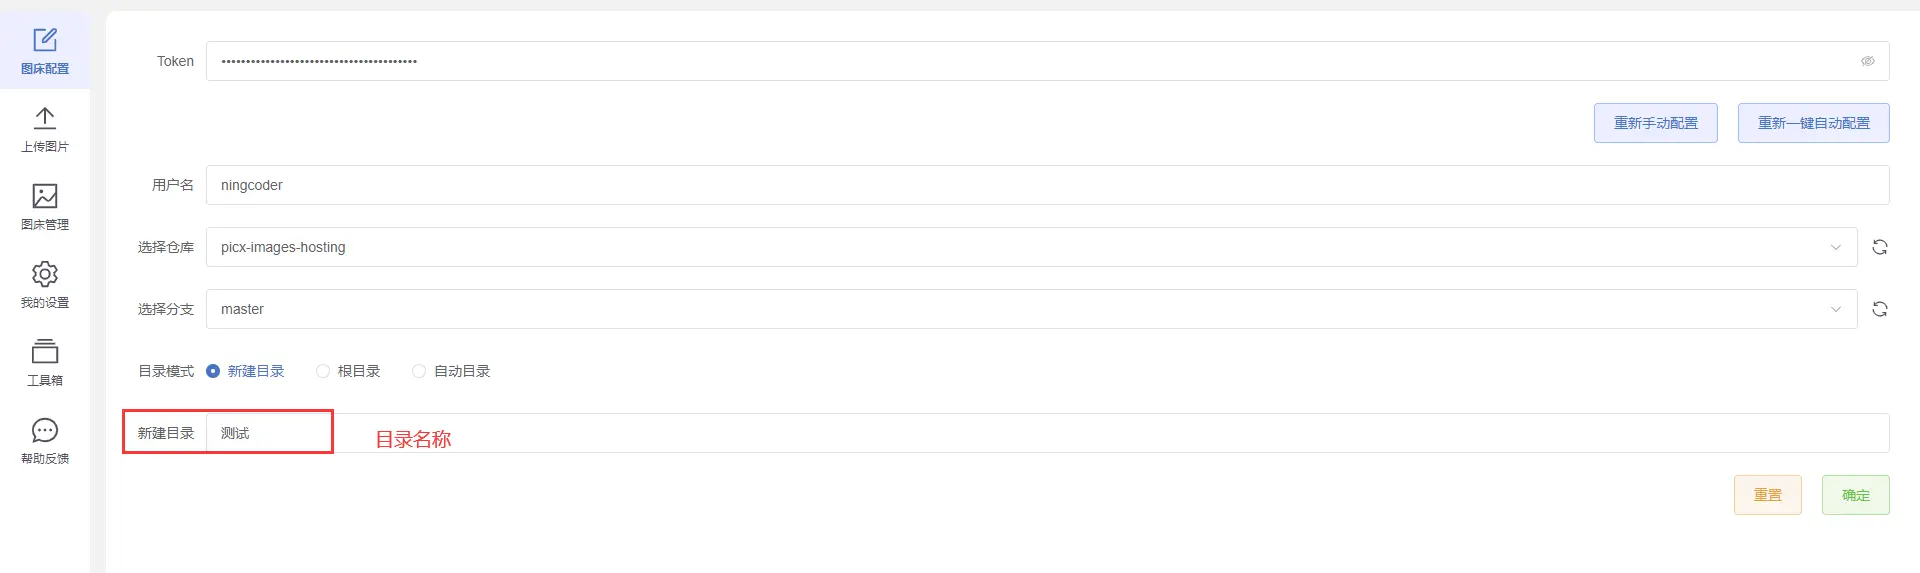 图床配置
上传图片
图床管理
我的设置
工具箱
帮助反馈
Token ••••••••••••••••••••••••••••••••••••••••
重新手动配置 重新一键自动配置
用户名 ningcoder
选择仓库 picx-images-hosting
选择分支 master
目录模式 新建目录 根目录 自动目录
新建目录 测试 目录名称
重置 确定